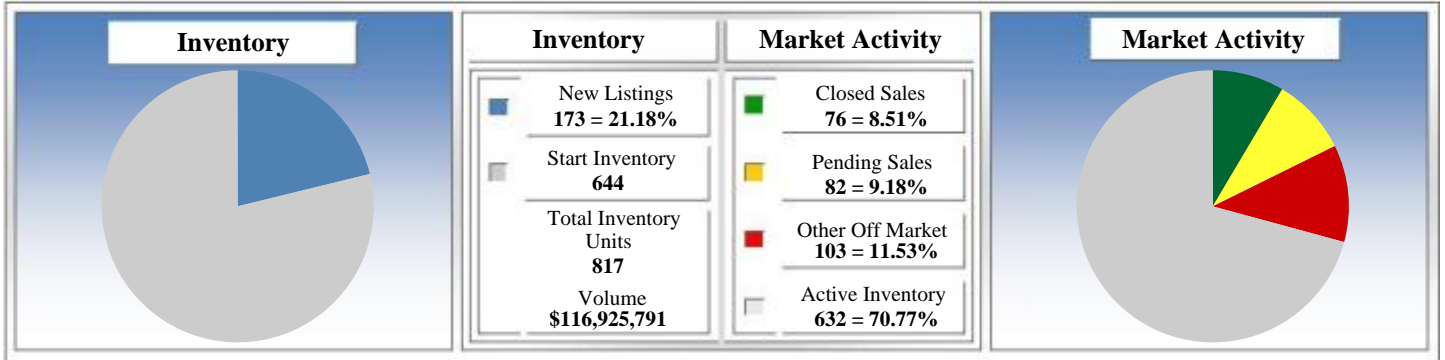 Inventory
Inventory
New Listings
173 = 21.18%
Start Inventory
644
Total Inventory
Units
817
Volume
$116,925,791
Market Activity
Closed Sales
76 = 8.51%
Pending Sales
82 = 9.18%
Other Off Market
103 = 11.53%
Active Inventory
632 = 70.77%
Market Activity